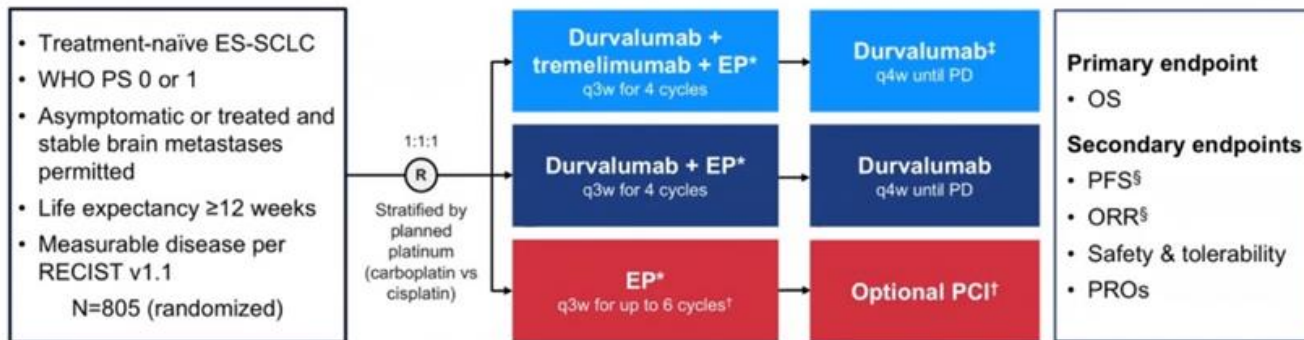 • Treatment-naïve ES-SCLC
• WHO PS 0 or 1
• Asymptomatic or treated and
stable brain metastases
permitted
• Life expectancy ≥12 weeks
• Measurable disease per
RECIST v1.1
N=805 (randomized)
1:1:1
R
Stratified by
planned
platinum
(carboplatin vs
cisplatin)
Durvalumab +
tremelimumab + EP*
q3w for 4 cycles
Durvalumab‡
q4w until PD
Durvalumab + EP*
q3w for 4 cycles
Durvalumab
q4w until PD
EP*
q3w for up to 6 cycles†
Optional PCI†
Primary endpoint
• OS
Secondary endpoints
• PFS§
• ORR§
• Safety & tolerability
• PROs